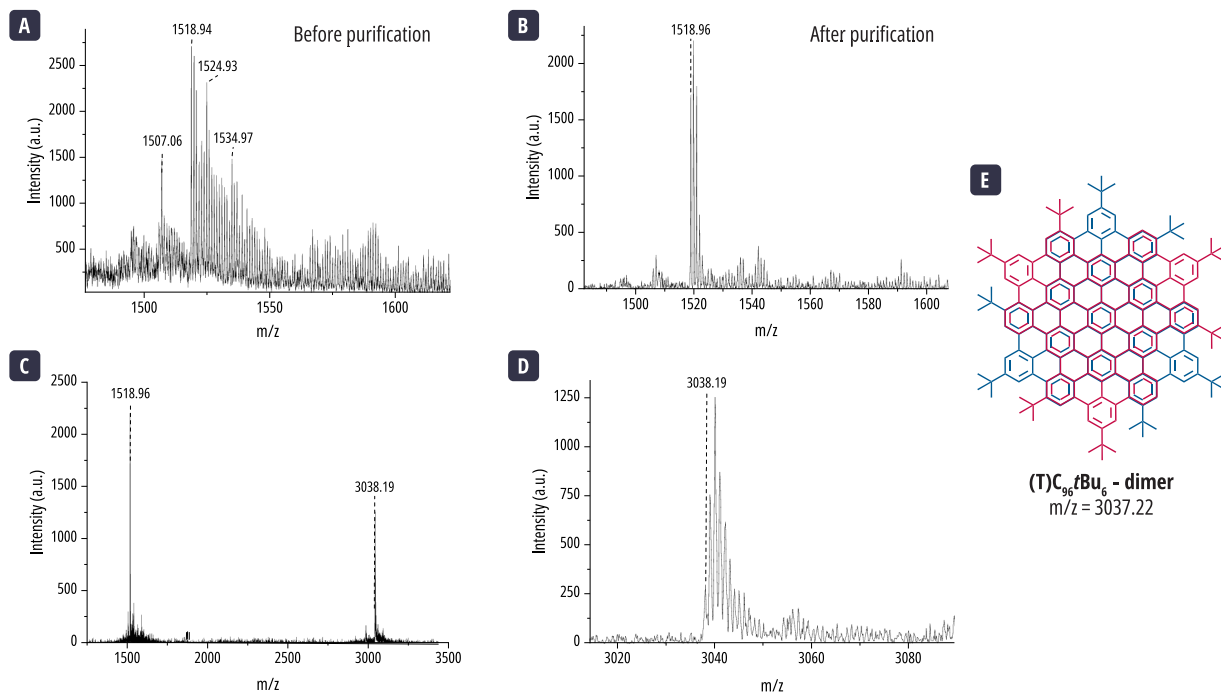 A
Before purification
1518.94
1524.93
1534.97
1507.06
2500
2000
1500
1000
500
Intensity (a.u.)
1500
1550
1600
m/z
B
After purification
1518.96
2000
1500
1000
500
0
Intensity (a.u.)
1500
1520
1540
1560
1580
1600
m/z
C
1518.96
3038.19
2500
2000
1500
1000
500
0
Intensity (a.u.)
1500
2000
2500
3000
3500
m/z
D
3038.19
1250
1000
750
500
250
0
Intensity (a.u.)
3020
3040
3060
3080
m/z
E
(T)C96tBu6 - dimer
m/z = 3037.22